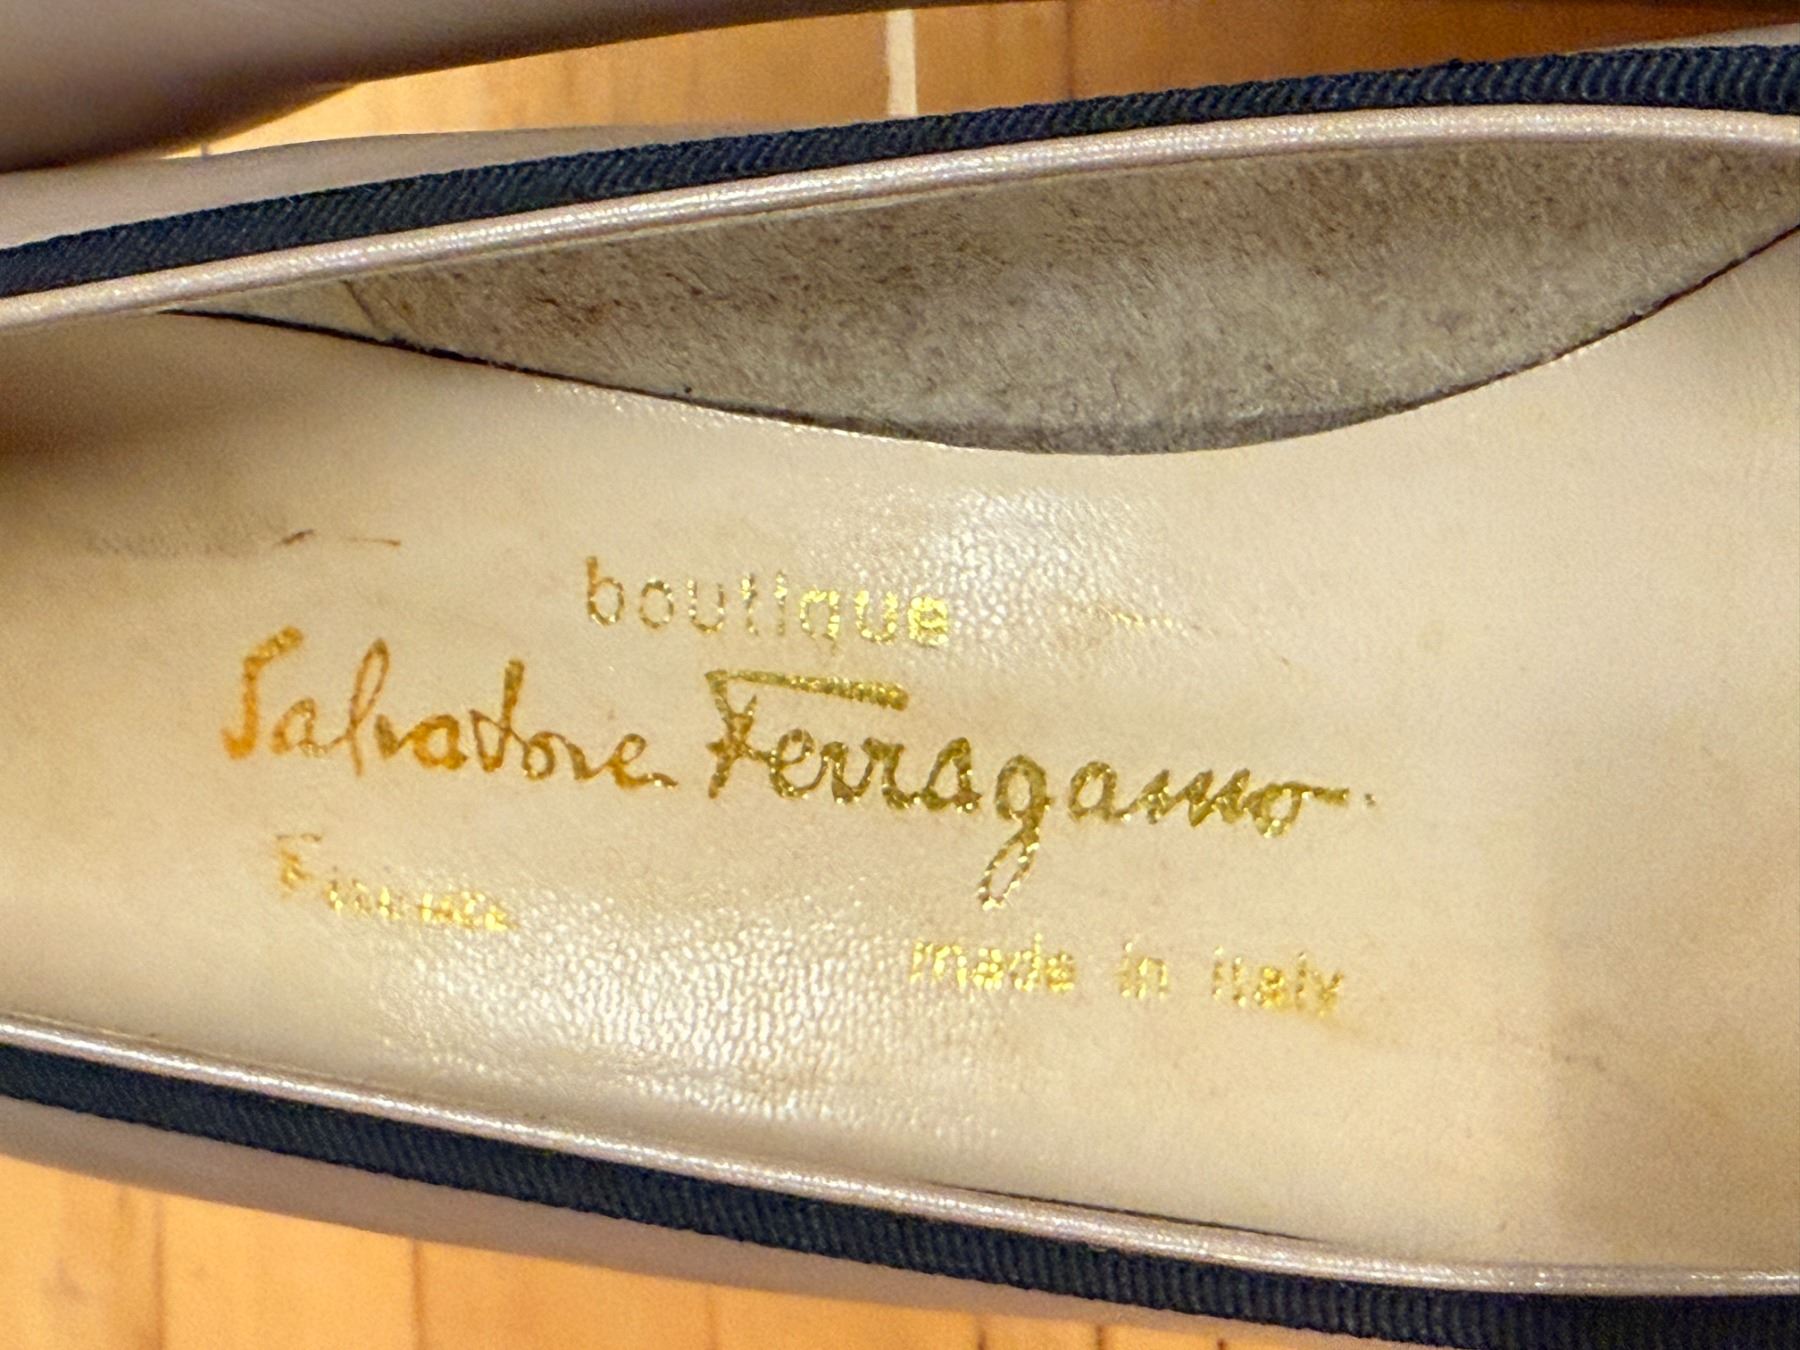 boutique
Salvatore Ferragamo
made in italy